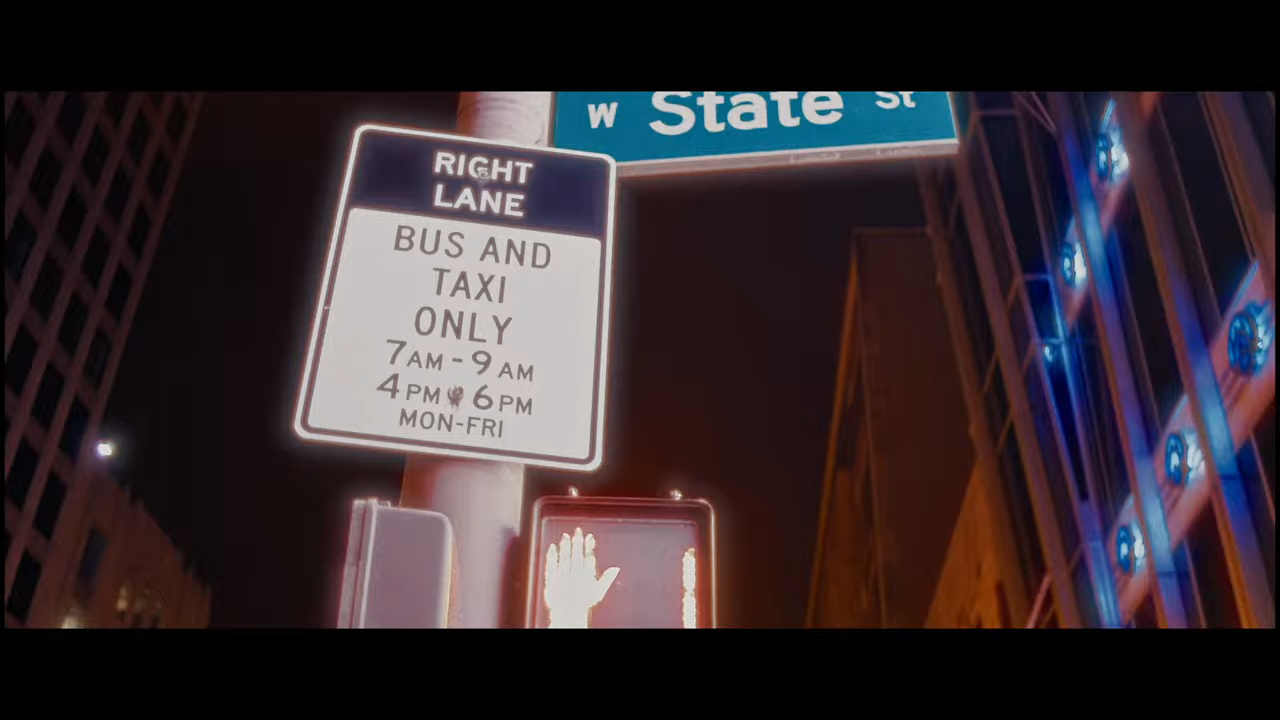 W State St
RIGHT
LANE
BUS AND
TAXI
ONLY
7AM-9AM
4PM-6PM
MON-FRI